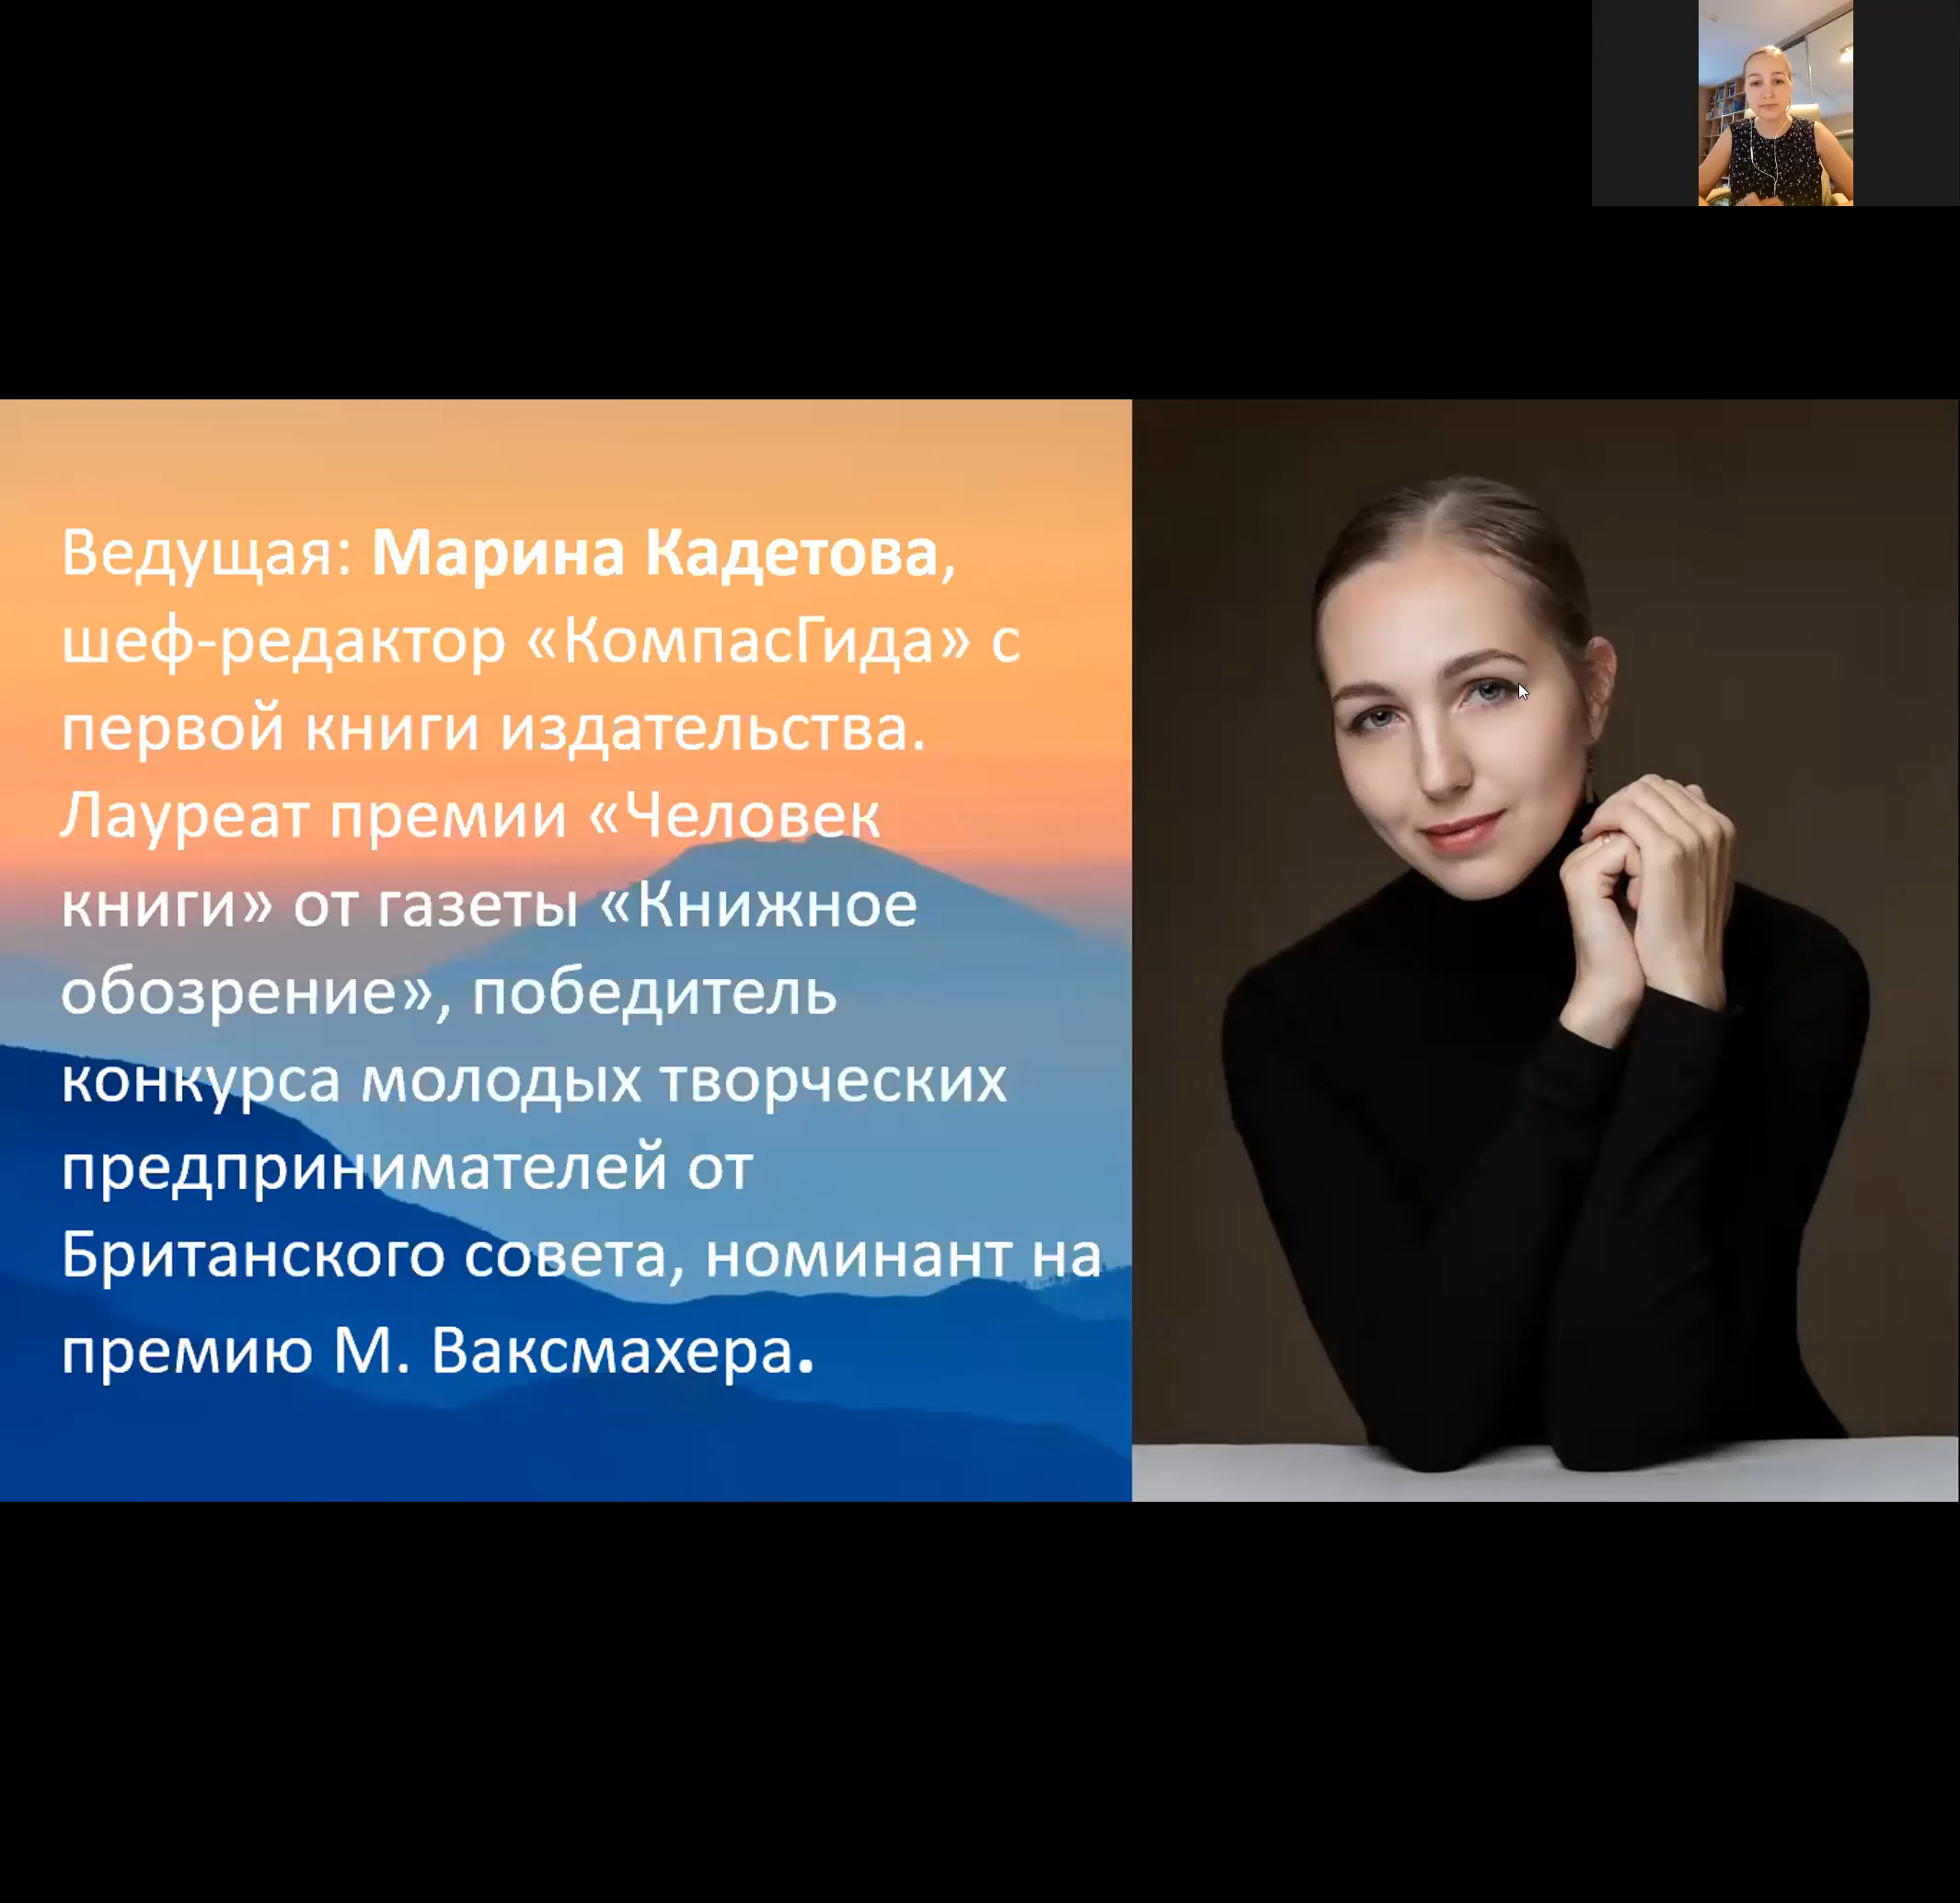 Ведущая: Марина Кадетова,
шеф-редактор «КомпасГида» с
первой книги издательства.
Лауреат премии «Человек
книги» от газеты «Книжное
обозрение», победитель
конкурса молодых творческих
предпринимателей от
Британского совета, номинант на
премию М. Ваксмахера.